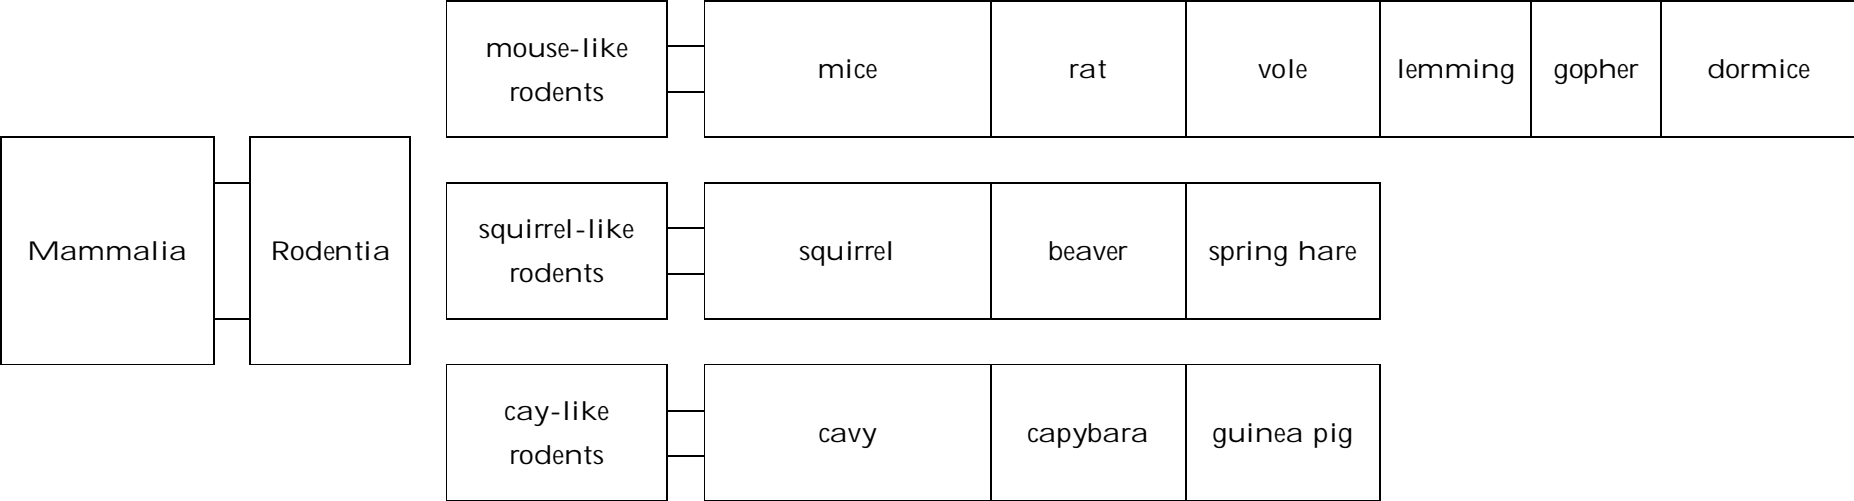 mouse-like
rodents
mice
rat
vole
lemming
gopher
dormice
Mammalia
Rodentia
squirrel-like
rodents
squirrel
beaver
spring hare
cay-like
rodents
cavy
capybara
guinea pig